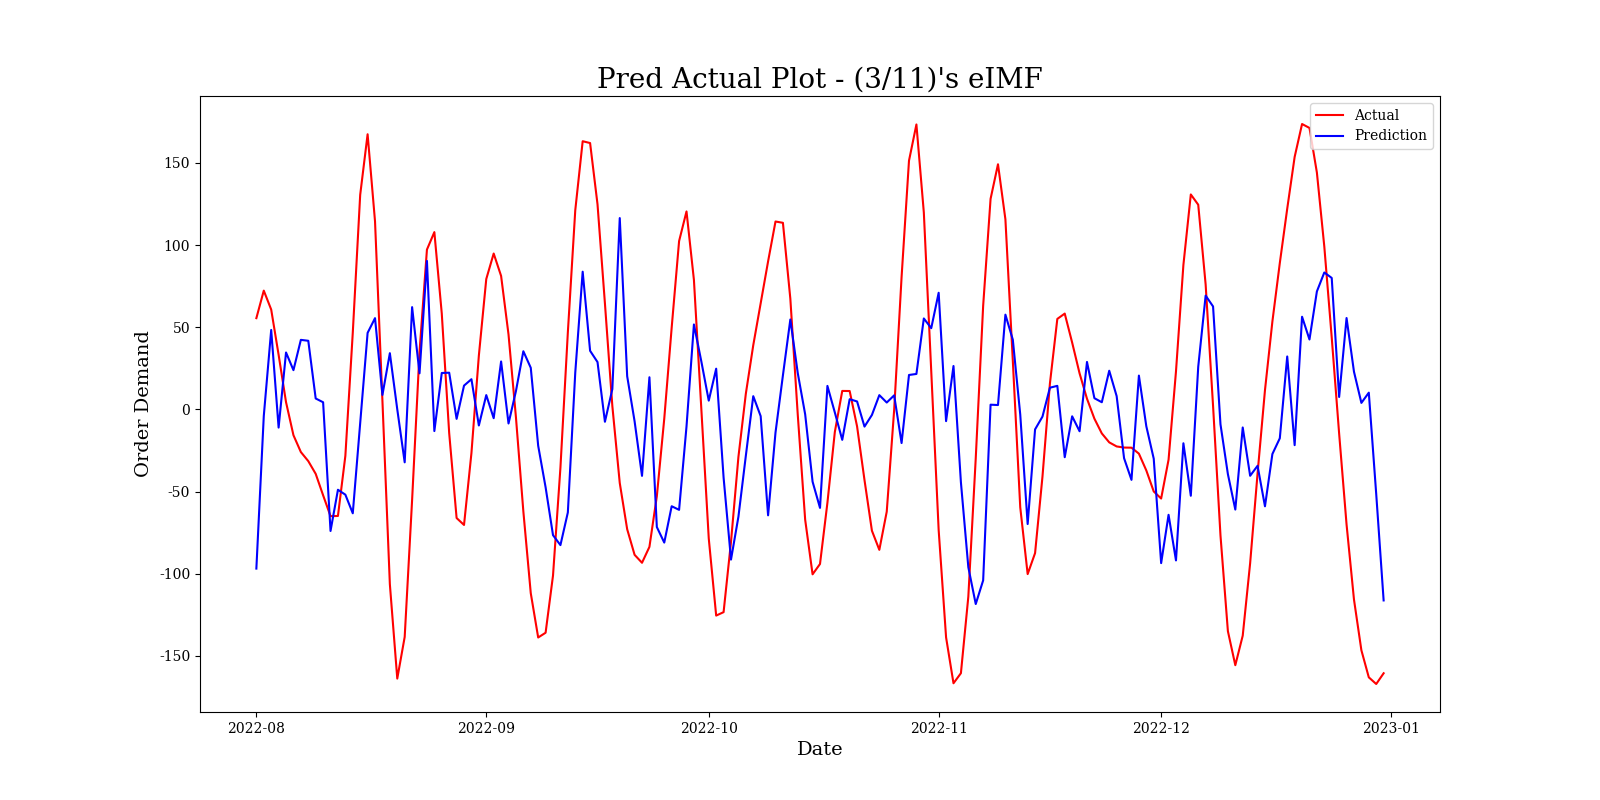 Pred Actual Plot - (3/11)'s eIMF
Actual
Prediction
Order Demand
150
100
50
0
-50
-100
-150
2022-08
2022-09
2022-10
2022-11
2022-12
2023-01
Date